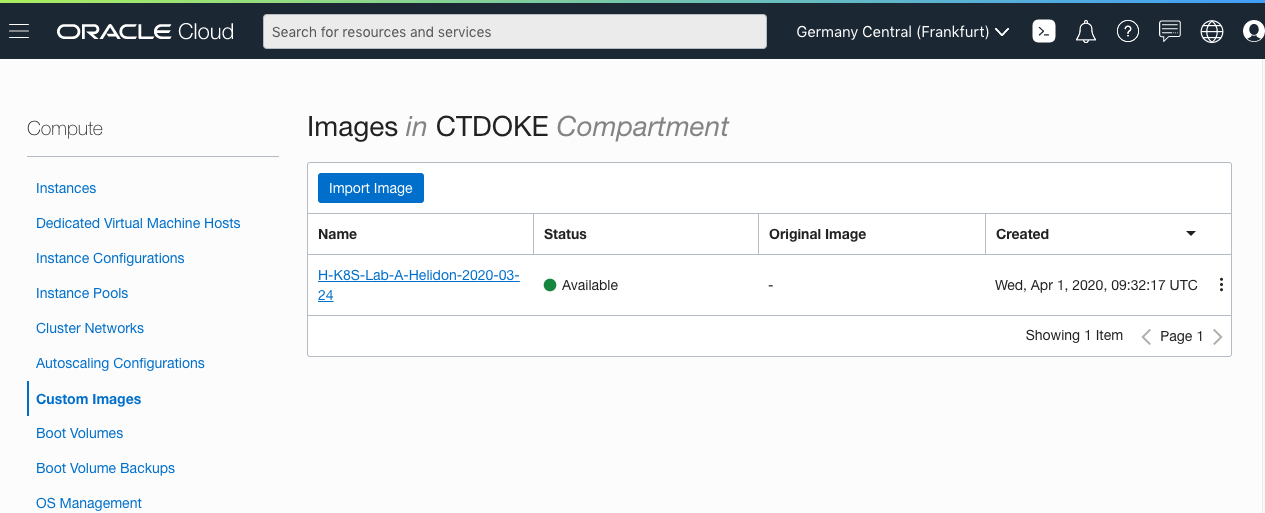 ORACLE Cloud
Search for resources and services
Germany Central (Frankfurt)
Compute
Instances
Dedicated Virtual Machine Hosts
Instance Configurations
Instance Pools
Cluster Networks
Autoscaling Configurations
Custom Images
Boot Volumes
Boot Volume Backups
OS Management
Images in CTDOKE Compartment
Import Image
Name Status Original Image Created
H-K8S-Lab-A-Helidon-2020-03-
24
Available - Wed, Apr 1, 2020, 09:32:17 UTC
Showing 1 Item Page 1